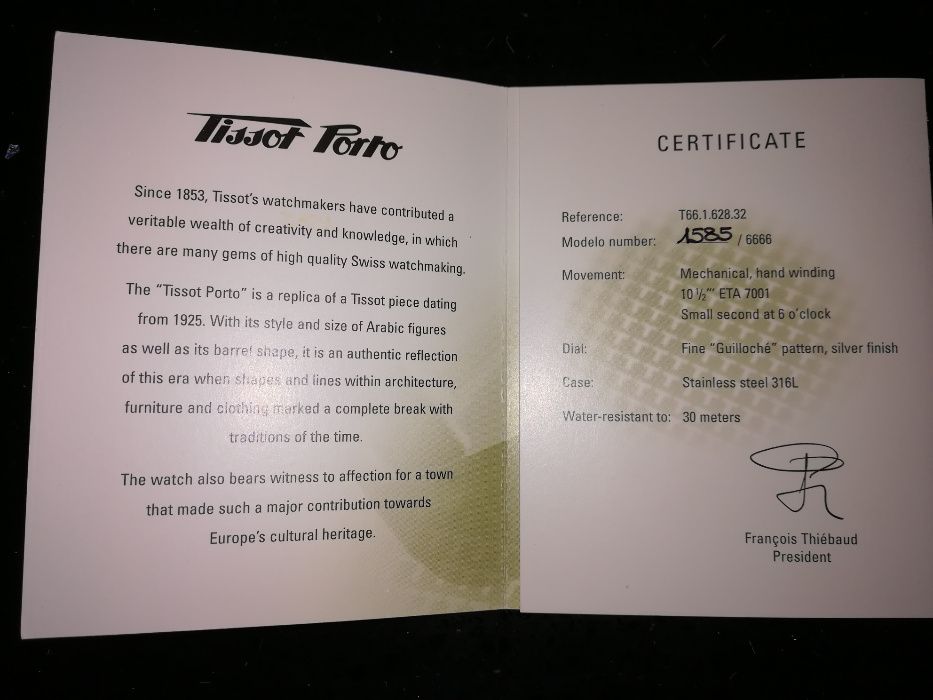 Tissot Porto
Since 1853, Tissot's watchmakers have contributed a
veritable wealth of creativity and knowledge, in which
there are many gems of high quality Swiss watchmaking.
The "Tissot Porto" is a replica of a Tissot piece dating
from 1925. With its style and size of Arabic figures
as well as its barrel shape, it is an authentic reflection
of this era when shapes and lines within architecture,
furniture and clothing marked a complete break with
traditions of the time.
The watch also bears witness to affection for a town
that made such a major contribution towards
Europe's cultural heritage.
CERTIFICATE
Reference: T66.1.628.32
Modelo number: 1585 / 6666
Movement: Mechanical, hand winding
10 ½''' ETA 7001
Small second at 6 o'clock
Dial: Fine "Guilloché" pattern, silver finish
Case: Stainless steel 316L
Water-resistant to: 30 meters
François Thiébaud
President